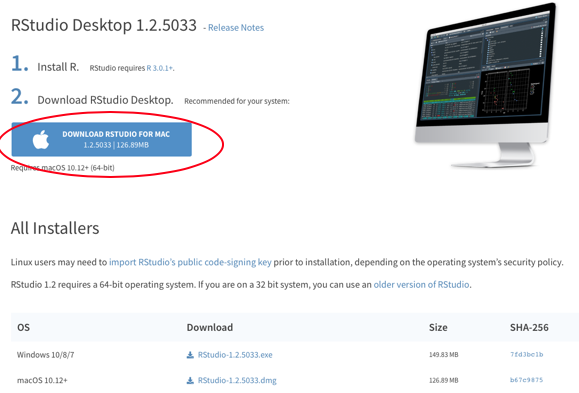 RStudio Desktop 1.2.5033 - Release Notes
1. Install R. RStudio requires R 3.0.1+.
2. Download RStudio Desktop. Recommended for your system:
DOWNLOAD RSTUDIO FOR MAC
1.2.5033 | 126.89MB
Requires macOS 10.12+ (64-bit)
All Installers
Linux users may need to import RStudio's public code-signing key prior to installation, depending on the operating system's security policy.
RStudio 1.2 requires a 64-bit operating system. If you are on a 32 bit system, you can use an older version of RStudio.
OS Download Size SHA-256
Windows 10/8/7 RStudio-1.2.5033.exe 149.83 MB 7fd3bc1b
macOS 10.12+ RStudio-1.2.5033.dmg 126.89 MB b67c9875